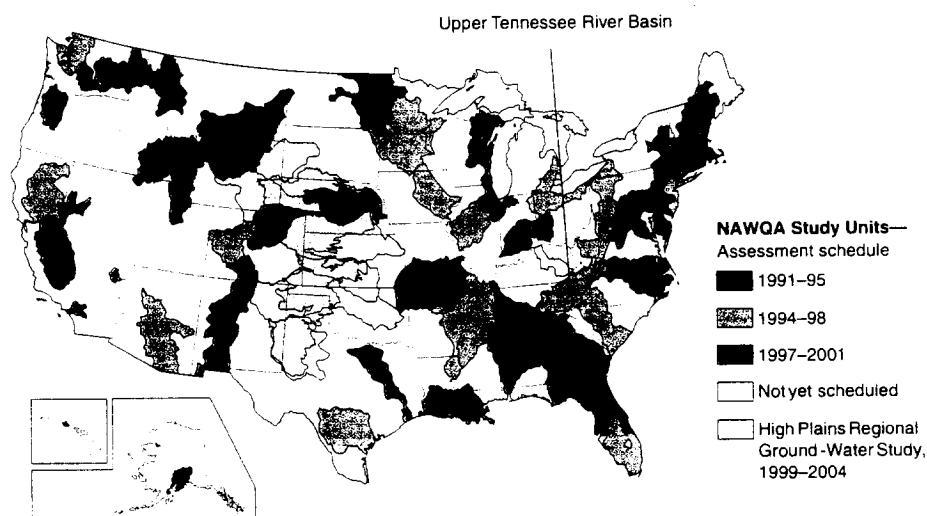 Upper Tennessee River Basin
NAWQA Study Units—
Assessment schedule
1991–95
1994–98
1997–2001
Not yet scheduied
High Plains Regional
Ground -Water Study,
1999–2004